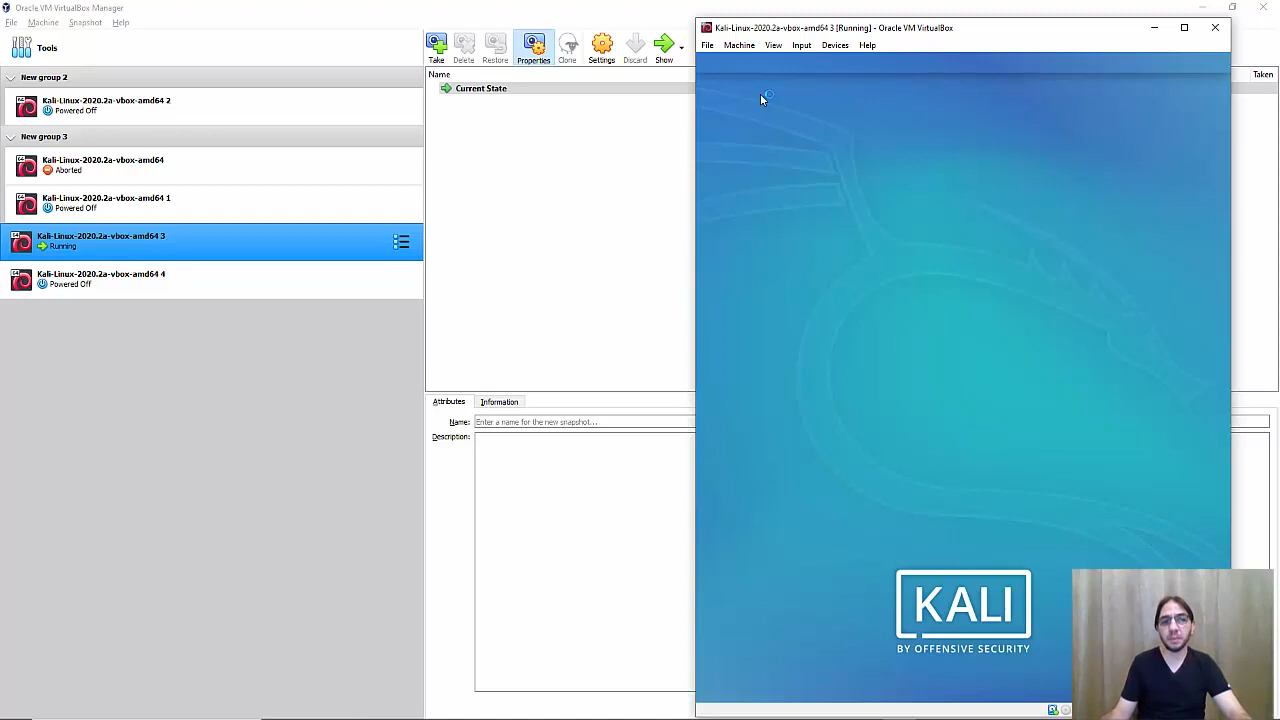 Oracle VM VirtualBox Manager
File Machine Snapshot Help
Tools
New group 2
Kali-Linux-2020.2a-vbox-amd64 2
Powered Off
New group 3
Kali-Linux-2020.2a-vbox-amd64
Aborted
Kali-Linux-2020.2a-vbox-amd64 1
Powered Off
Kali-Linux-2020.2a-vbox-amd64 3
Running
Kali-Linux-2020.2a-vbox-amd64 4
Powered Off
Take Delete Restore Properties Clone Settings Discard Show
Name Taken
Current State
Attributes Information
Name: Enter a name for the new snapshot...
Description:
Kali-Linux-2020.2a-vbox-amd64 3 [Running] - Oracle VM VirtualBox
File Machine View Input Devices Help
KALI
BY OFFENSIVE SECURITY